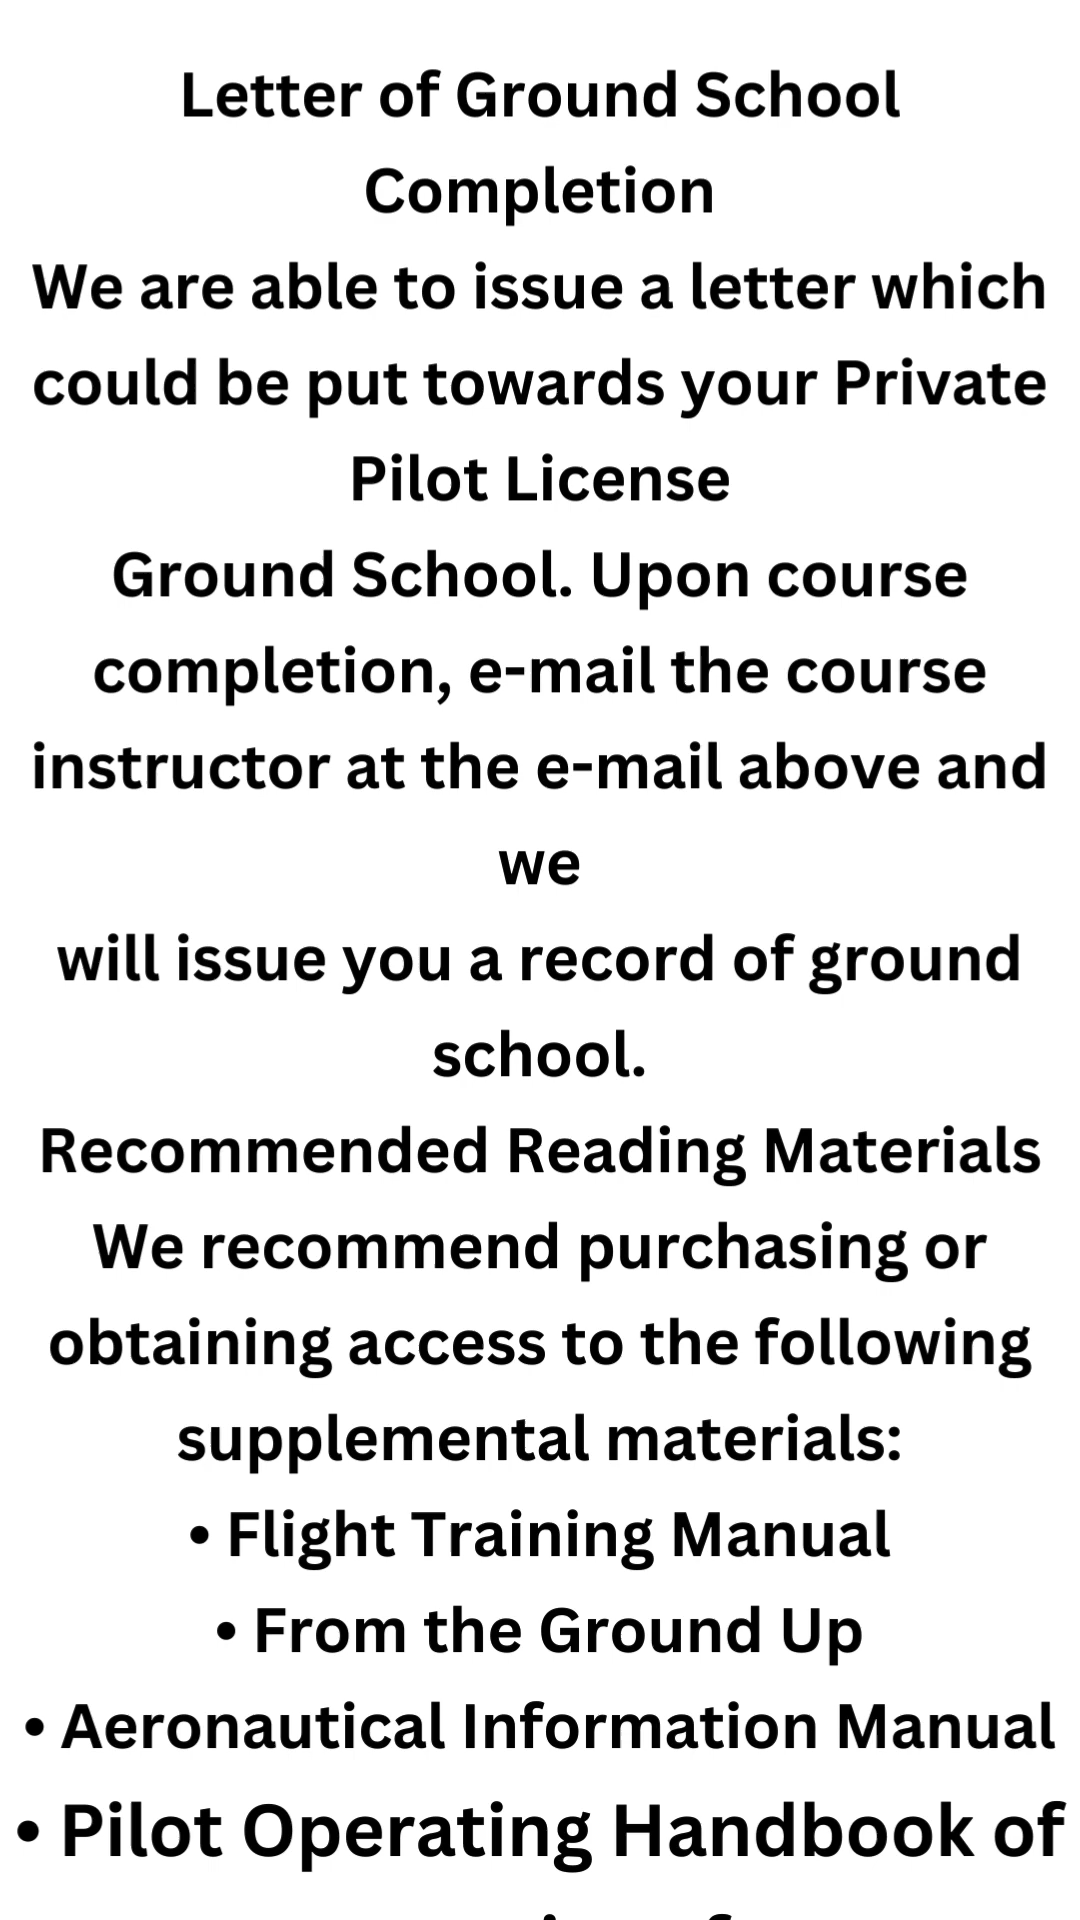 Letter of Ground School
Completion
We are able to issue a letter which
could be put towards your Private
Pilot License
Ground School. Upon course
completion, e-mail the course
instructor at the e-mail above and
we
will issue you a record of ground
school.
Recommended Reading Materials
We recommend purchasing or
obtaining access to the following
supplemental materials:
• Flight Training Manual
• From the Ground Up
• Aeronautical Information Manual
• Pilot Operating Handbook of